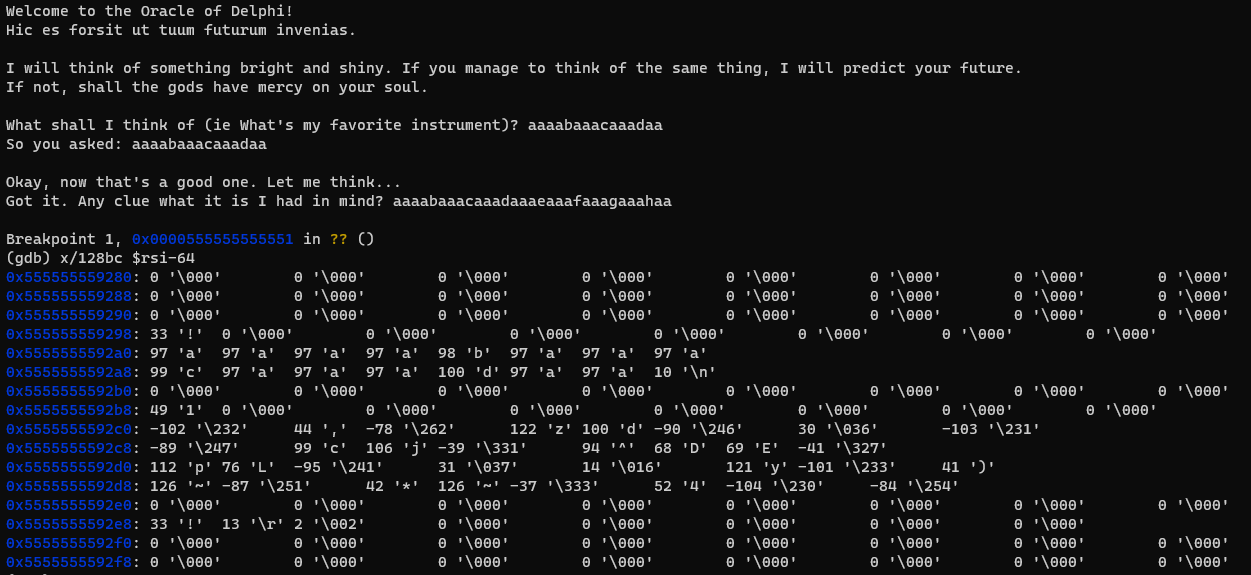 Welcome to the Oracle of Delphi!
Hic es forsit ut tuum futurum invenias.
I will think of something bright and shiny. If you manage to think of the same thing, I will predict your future.
If not, shall the gods have mercy on your soul.
What shall I think of (ie What's my favorite instrument)? aaaabaaacaaadaa
So you asked: aaaabaaacaaadaa
Okay, now that's a good one. Let me think...
Got it. Any clue what it is I had in mind? aaaabaaacaaadaaaeaaafaaagaaahaa
Breakpoint 1, 0x0000555555555551 in ?? ()
(gdb) x/128bc $rsi-64
0x555555559280: 0 '\000' 0 '\000' 0 '\000' 0 '\000' 0 '\000' 0 '\000' 0 '\000' 0 '\000'
0x555555559288: 0 '\000' 0 '\000' 0 '\000' 0 '\000' 0 '\000' 0 '\000' 0 '\000' 0 '\000'
0x555555559290: 0 '\000' 0 '\000' 0 '\000' 0 '\000' 0 '\000' 0 '\000' 0 '\000' 0 '\000'
0x555555559298: 33 '!' 0 '\000' 0 '\000' 0 '\000' 0 '\000' 0 '\000' 0 '\000' 0 '\000'
0x5555555592a0: 97 'a' 97 'a' 97 'a' 97 'a' 98 'b' 97 'a' 97 'a' 97 'a'
0x5555555592a8: 99 'c' 97 'a' 97 'a' 97 'a' 100 'd' 97 'a' 97 'a' 10 '\n'
0x5555555592b0: 0 '\000' 0 '\000' 0 '\000' 0 '\000' 0 '\000' 0 '\000' 0 '\000' 0 '\000'
0x5555555592b8: 49 '1' 0 '\000' 0 '\000' 0 '\000' 0 '\000' 0 '\000' 0 '\000' 0 '\000'
0x5555555592c0: -102 '\232' 44 ',' -78 '\262' 122 'z' 100 'd' -90 '\246' 30 '\036' -103 '\231'
0x5555555592c8: -89 '\247' 99 'c' 106 'j' -39 '\331' 94 '^' 68 'D' 69 'E' -41 '\327'
0x5555555592d0: 112 'p' 76 'L' -95 '\241' 31 '\037' 14 '\016' 121 'y' -101 '\233' 41 ')'
0x5555555592d8: 126 '~' -87 '\251' 42 '*' 126 '~' -37 '\333' 52 '4' -104 '\230' -84 '\254'
0x5555555592e0: 0 '\000' 0 '\000' 0 '\000' 0 '\000' 0 '\000' 0 '\000' 0 '\000' 0 '\000'
0x5555555592e8: 33 '!' 13 '\r' 2 '\002' 0 '\000' 0 '\000' 0 '\000' 0 '\000' 0 '\000'
0x5555555592f0: 0 '\000' 0 '\000' 0 '\000' 0 '\000' 0 '\000' 0 '\000' 0 '\000' 0 '\000'
0x5555555592f8: 0 '\000' 0 '\000' 0 '\000' 0 '\000' 0 '\000' 0 '\000' 0 '\000' 0 '\000'